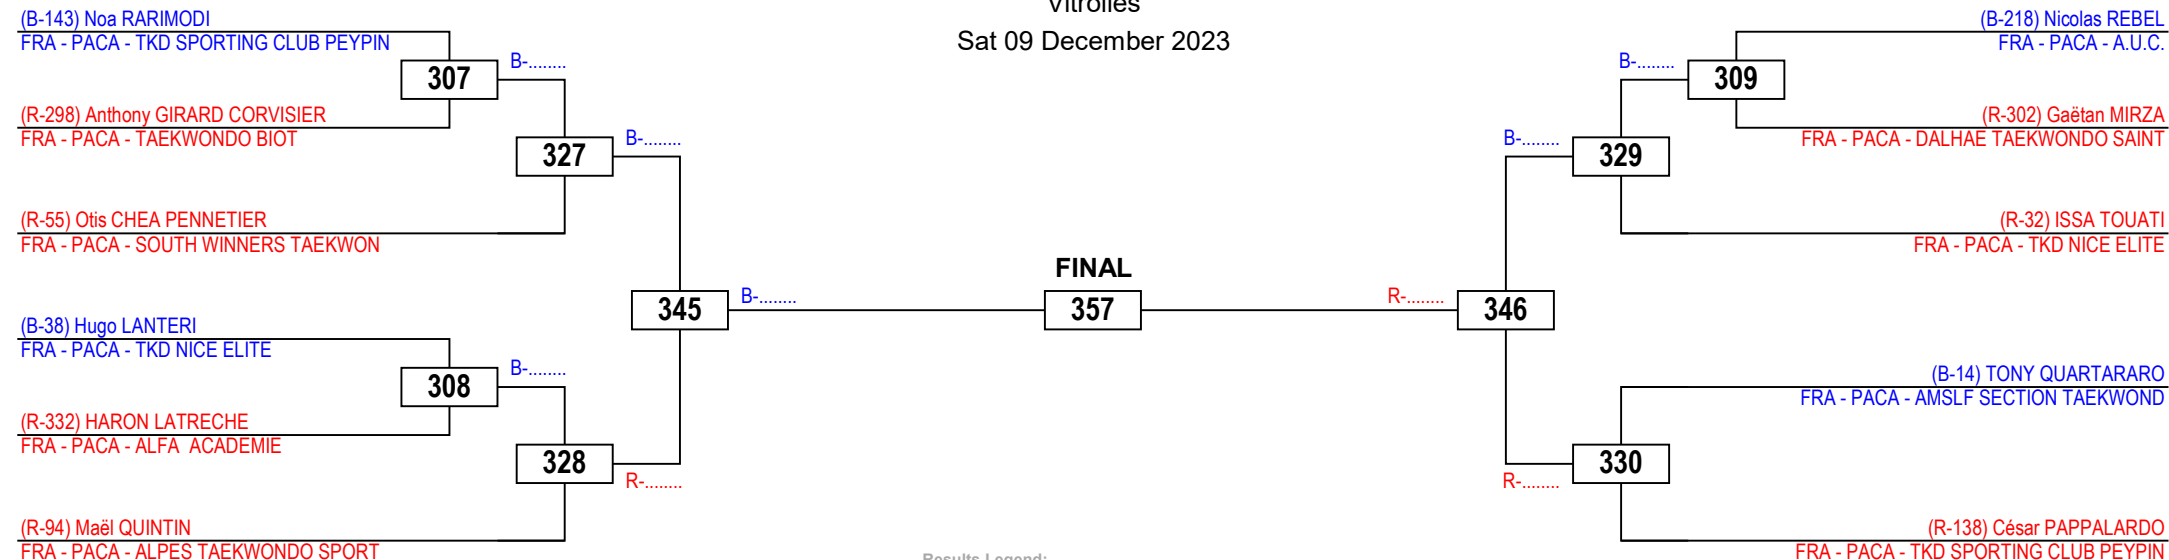 Vitrolles
Sat 09 December 2023
(B-143) Noa RARIMODI
FRA - PACA - TKD SPORTING CLUB PEYPIN
307
B-........
(R-298) Anthony GIRARD CORVISIER
FRA - PACA - TAEKWONDO BIOT
327
B-........
(R-55) Otis CHEA PENNETIER
FRA - PACA - SOUTH WINNERS TAEKWON
345
B-........
(B-38) Hugo LANTERI
FRA - PACA - TKD NICE ELITE
308
B-........
(R-332) HARON LATRECHE
FRA - PACA - ALFA  ACADEMIE
328
R-........
(R-94) Maël QUINTIN
FRA - PACA - ALPES TAEKWONDO SPORT
FINAL
357
(B-218) Nicolas REBEL
FRA - PACA - A.U.C.
B-........
309
(R-302) Gaëtan MIRZA
FRA - PACA - DALHAE TAEKWONDO SAINT
B-........
329
(R-32) ISSA TOUATI
FRA - PACA - TKD NICE ELITE
R-........
346
(B-14) TONY QUARTARARO
FRA - PACA - AMSLF SECTION TAEKWOND
330
R-........
(R-138) César PAPPALARDO
FRA - PACA - TKD SPORTING CLUB PEYPIN
Results Legend: